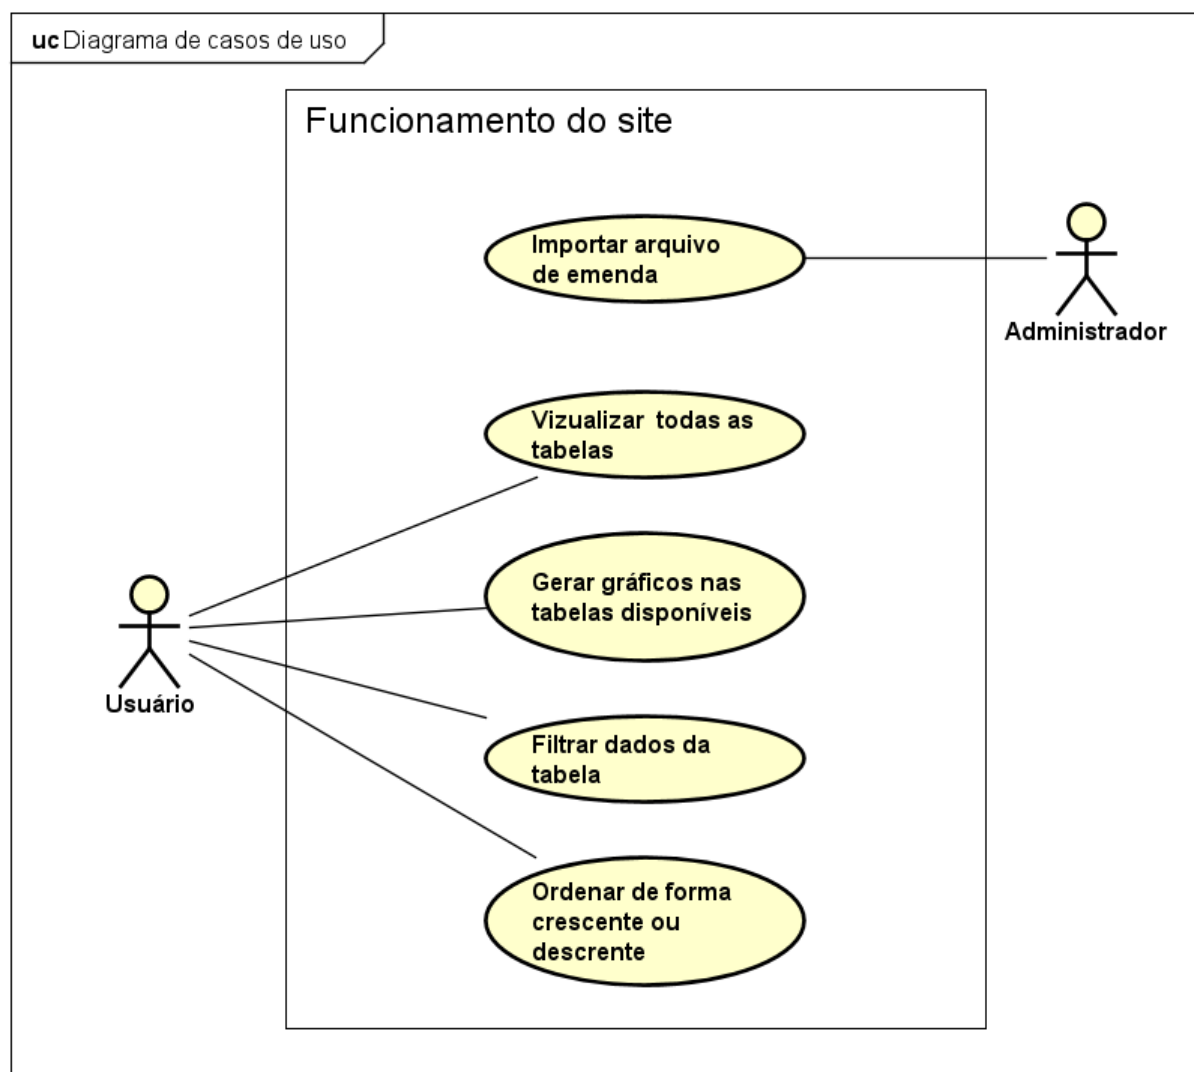 uc Diagrama de casos de uso
Funcionamento do site
Importar arquivo
de emenda
Administrador
Vizualizar todas as
tabelas
Gerar gráficos nas
tabelas disponíveis
Usuário
Filtrar dados da
tabela
Ordenar de forma
crescente ou
descrente